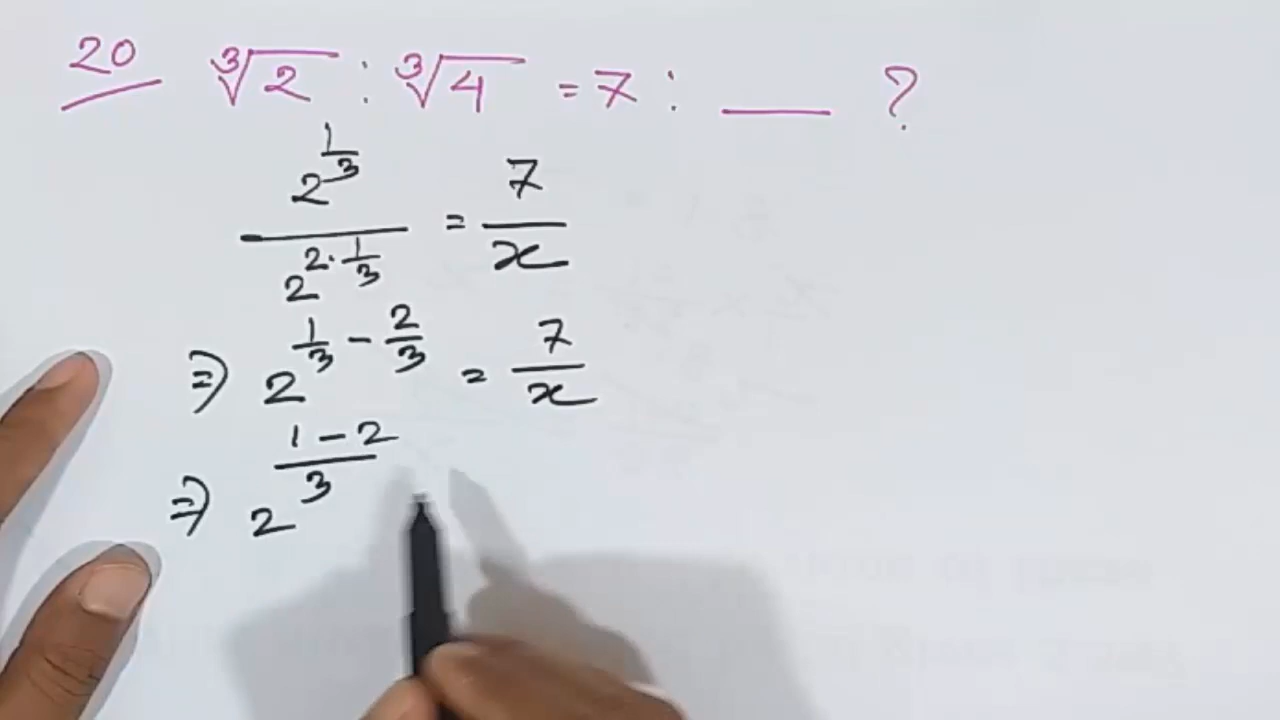 20 ∛2 : ∛4 = 7 : ___ ?
2^(1/3) / 2^(2·1/3) = 7/x
⇒ 2^(1/3 - 2/3) = 7/x
⇒ 2^((1-2)/3)